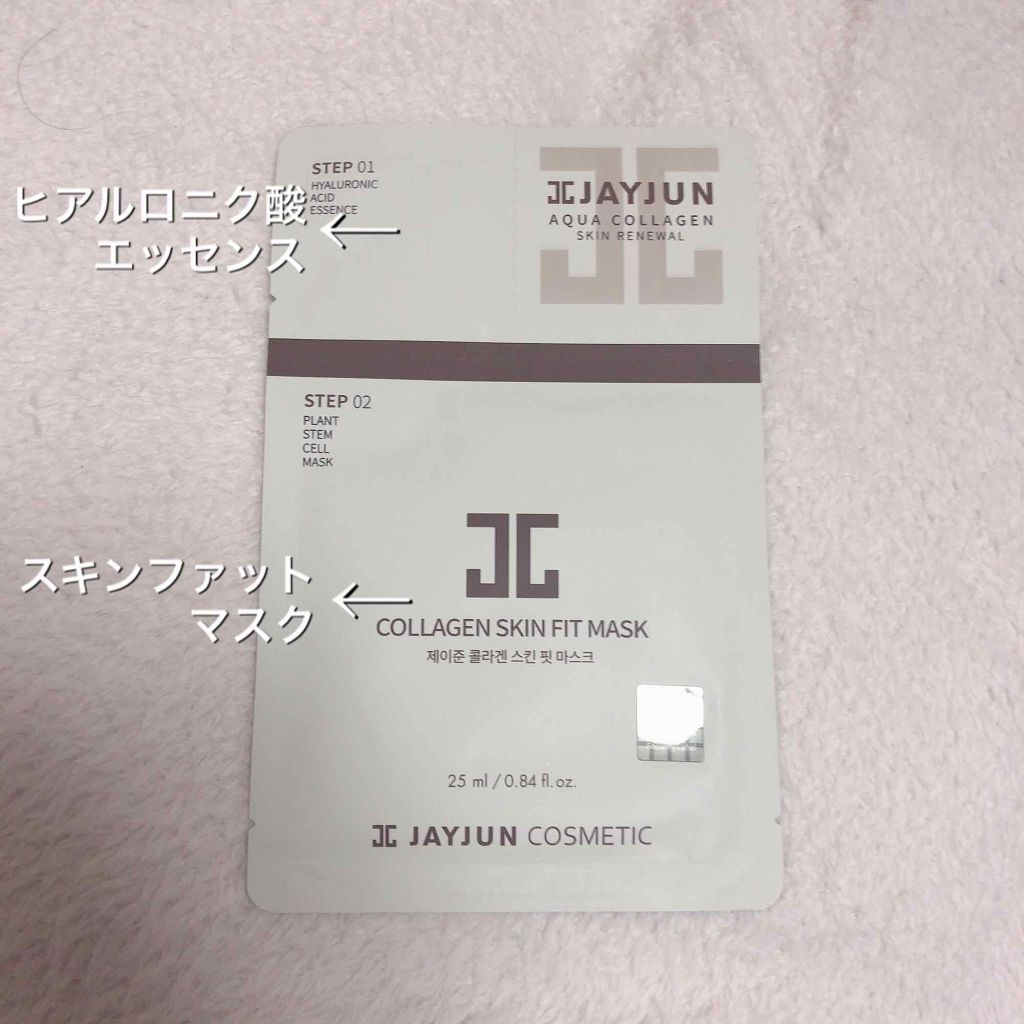 STEP 01
HYALURONIC
ACID
ESSENCE
ヒアルロニク酸
エッセンス
JAYJUN
AQUA COLLAGEN
SKIN RENEWAL
STEP 02
PLANT
STEM
CELL
MASK
スキンファット
マスク
COLLAGEN SKIN FIT MASK
제이준 콜라겐 스킨 핏 마스크
25 ml / 0.84 fl.oz.
JAYJUN COSMETIC